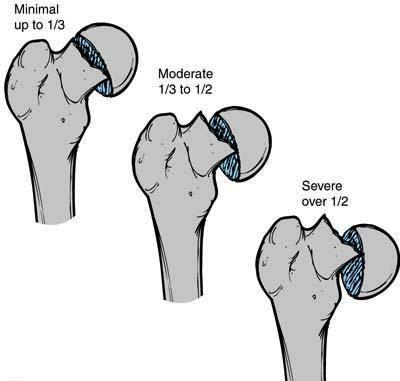 Minimal
up to 1/3
Moderate
1/3 to 1/2
Severe
over 1/2